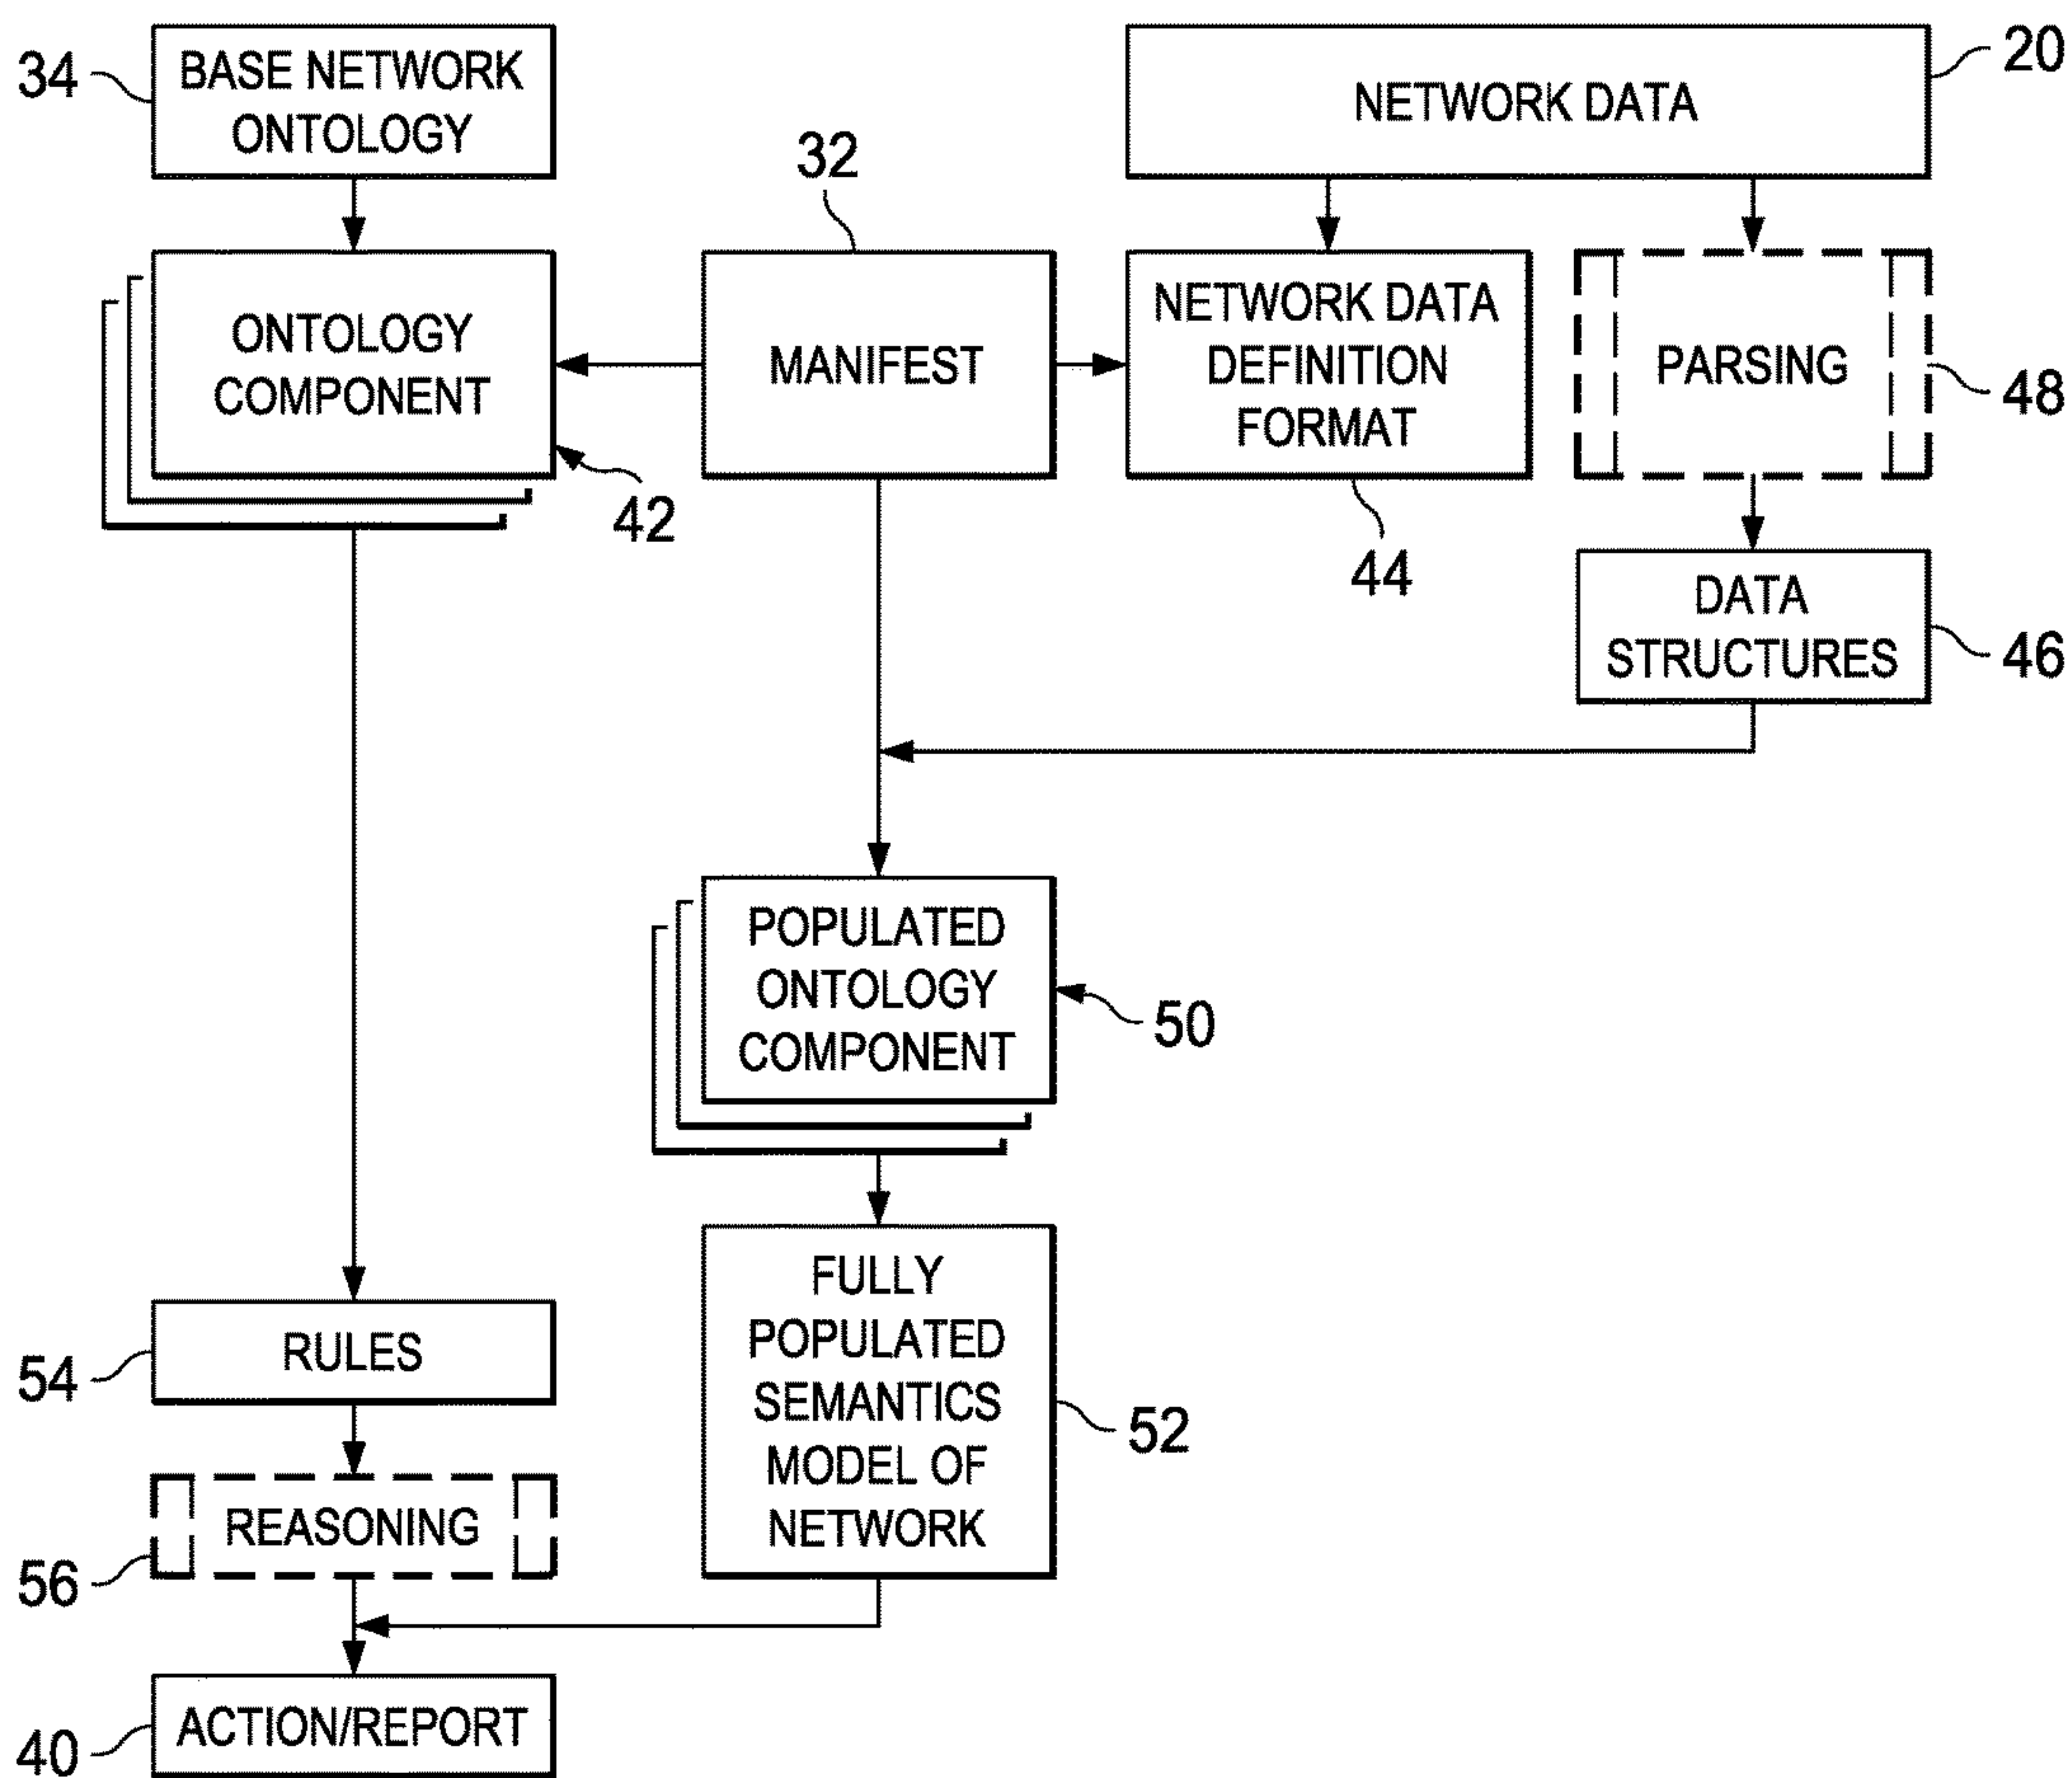 34
BASE NETWORK
ONTOLOGY
NETWORK DATA
20
32
ONTOLOGY
COMPONENT
42
MANIFEST
NETWORK DATA
DEFINITION
FORMAT
44
PARSING
48
DATA
STRUCTURES
46
POPULATED
ONTOLOGY
COMPONENT
50
FULLY
POPULATED
SEMANTICS
MODEL OF
NETWORK
52
RULES
54
REASONING
56
ACTION/REPORT
40